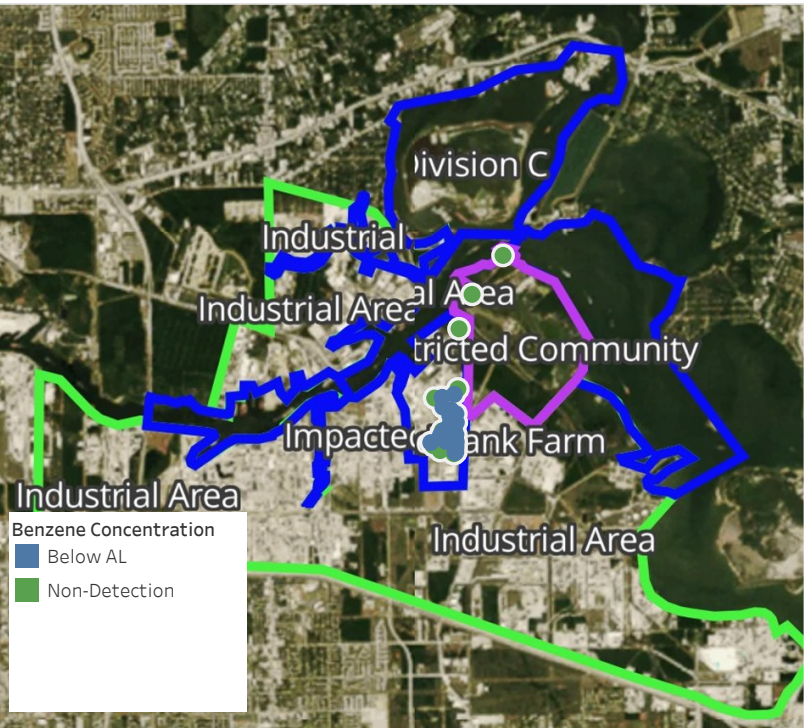 Division C
Industrial
Industrial Area
al Area
tricted Community
Impacted
ank Farm
Industrial Area
Industrial Area
Benzene Concentration
Below AL
Non-Detection